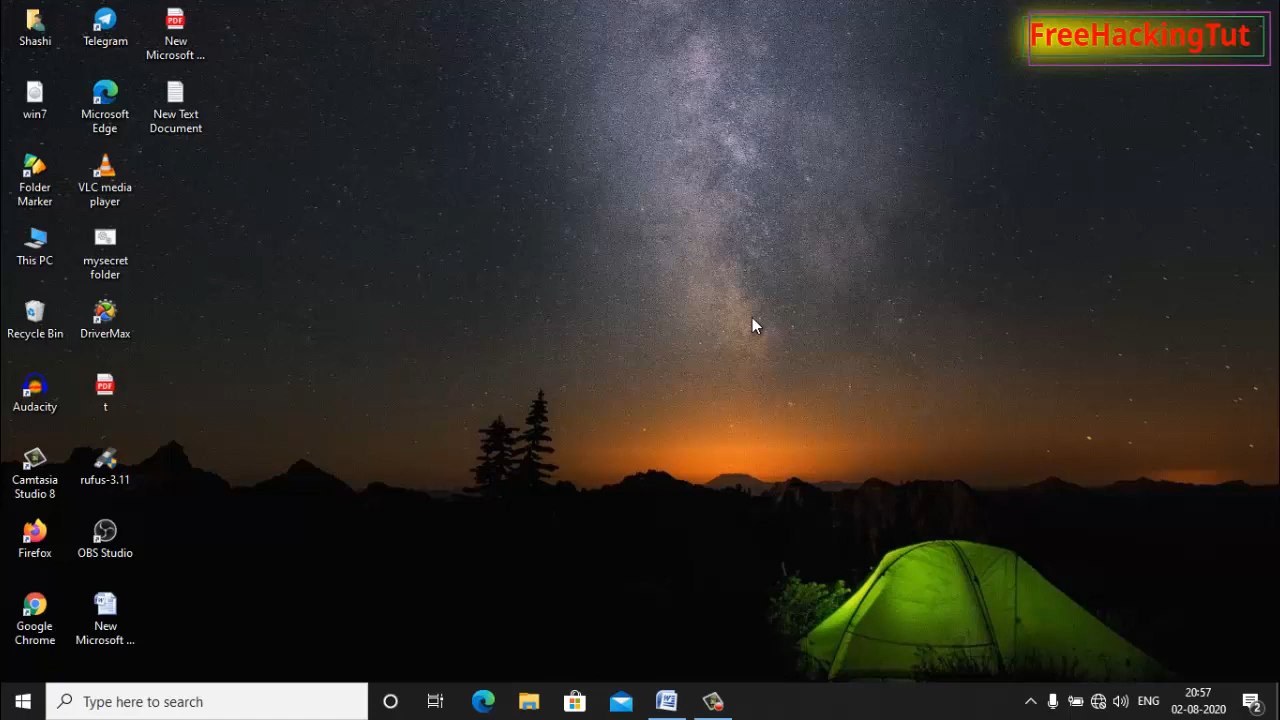 FreeHackingTut
Shashi
Telegram
New
Microsoft ...
win7
Microsoft
Edge
New Text
Document
Folder
Marker
VLC media
player
This PC
mysecret
folder
Recycle Bin
DriverMax
Audacity
t
Camtasia
Studio 8
rufus-3.11
Firefox
OBS Studio
Google
Chrome
New
Microsoft ...
Type here to search
ENG
20:57
02-08-2020
2